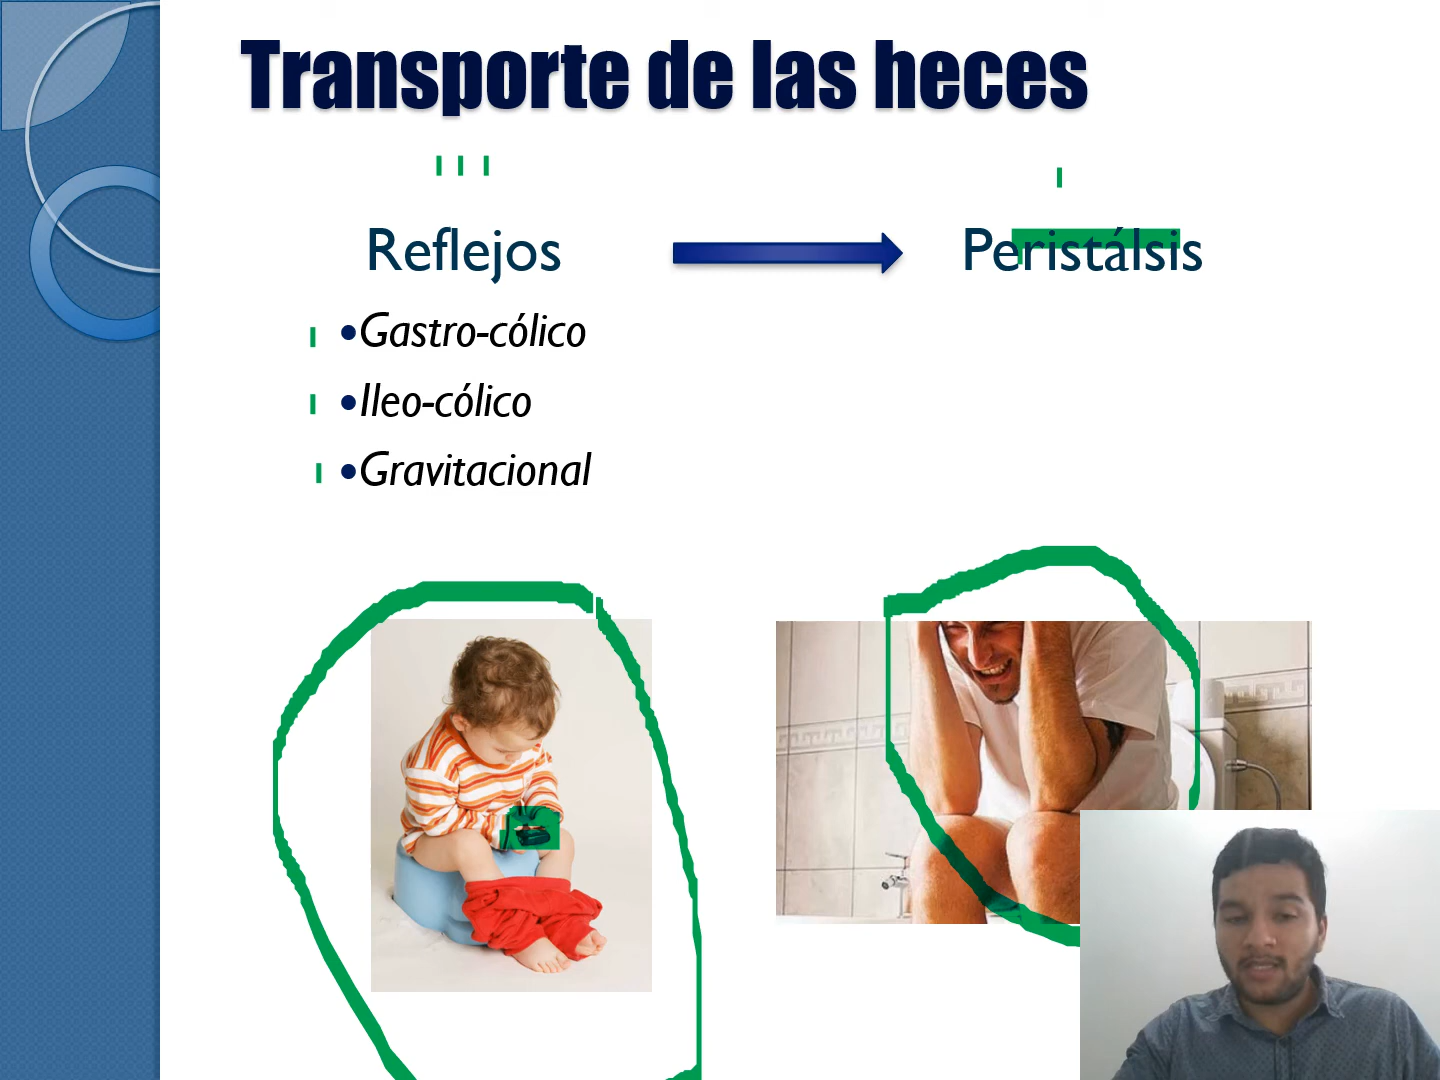 Transporte de las heces
Reflejos
Peristálsis
•Gastro-cólico
•Ileo-cólico
•Gravitacional